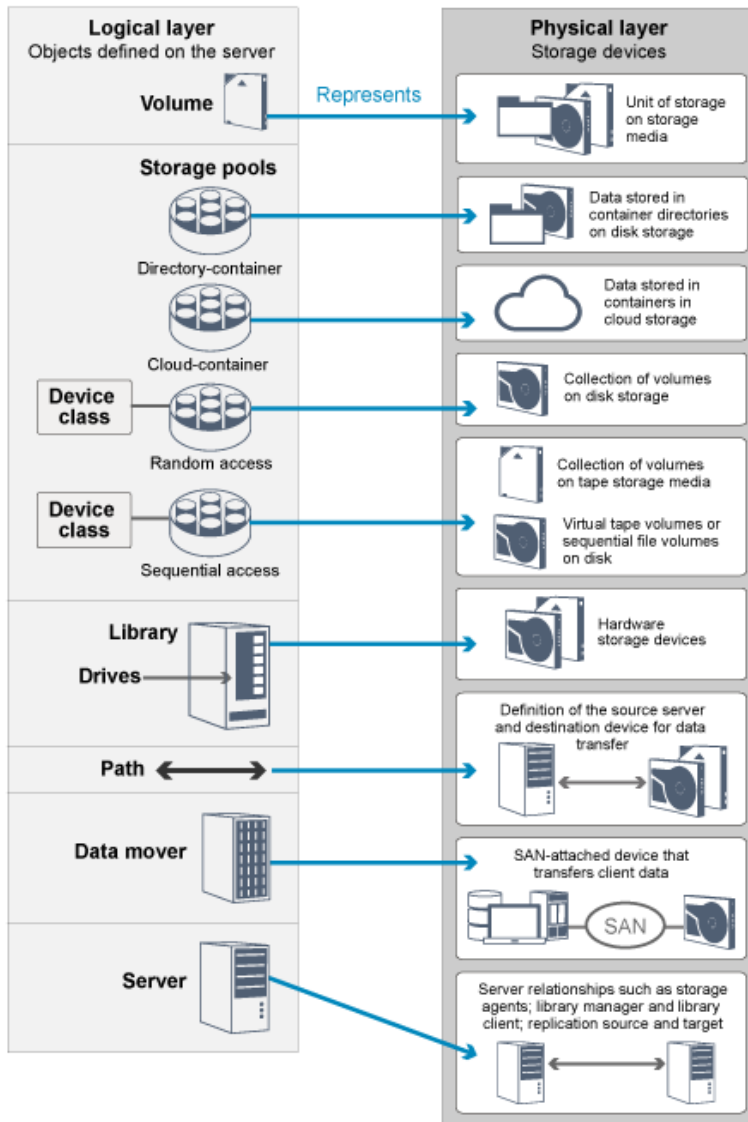 Logical layer
Objects defined on the server
Physical layer
Storage devices
Volume
Represents
Unit of storage
on storage
media
Storage pools
Directory-container
Data stored in
container directories
on disk storage
Cloud-container
Data stored in
containers in
cloud storage
Device
class
Random access
Collection of volumes
on disk storage
Device
class
Sequential access
Collection of volumes
on tape storage media
Virtual tape volumes or
sequential file volumes
on disk
Library
Drives
Hardware
storage devices
Path
Definition of the source server
and destination device for data
transfer
Data mover
SAN-attached device that
transfers client data
SAN
Server
Server relationships such as storage
agents; library manager and library
client; replication source and target